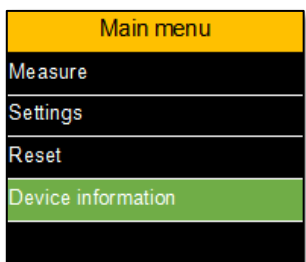 Main menu
Measure
Settings
Reset
Device information